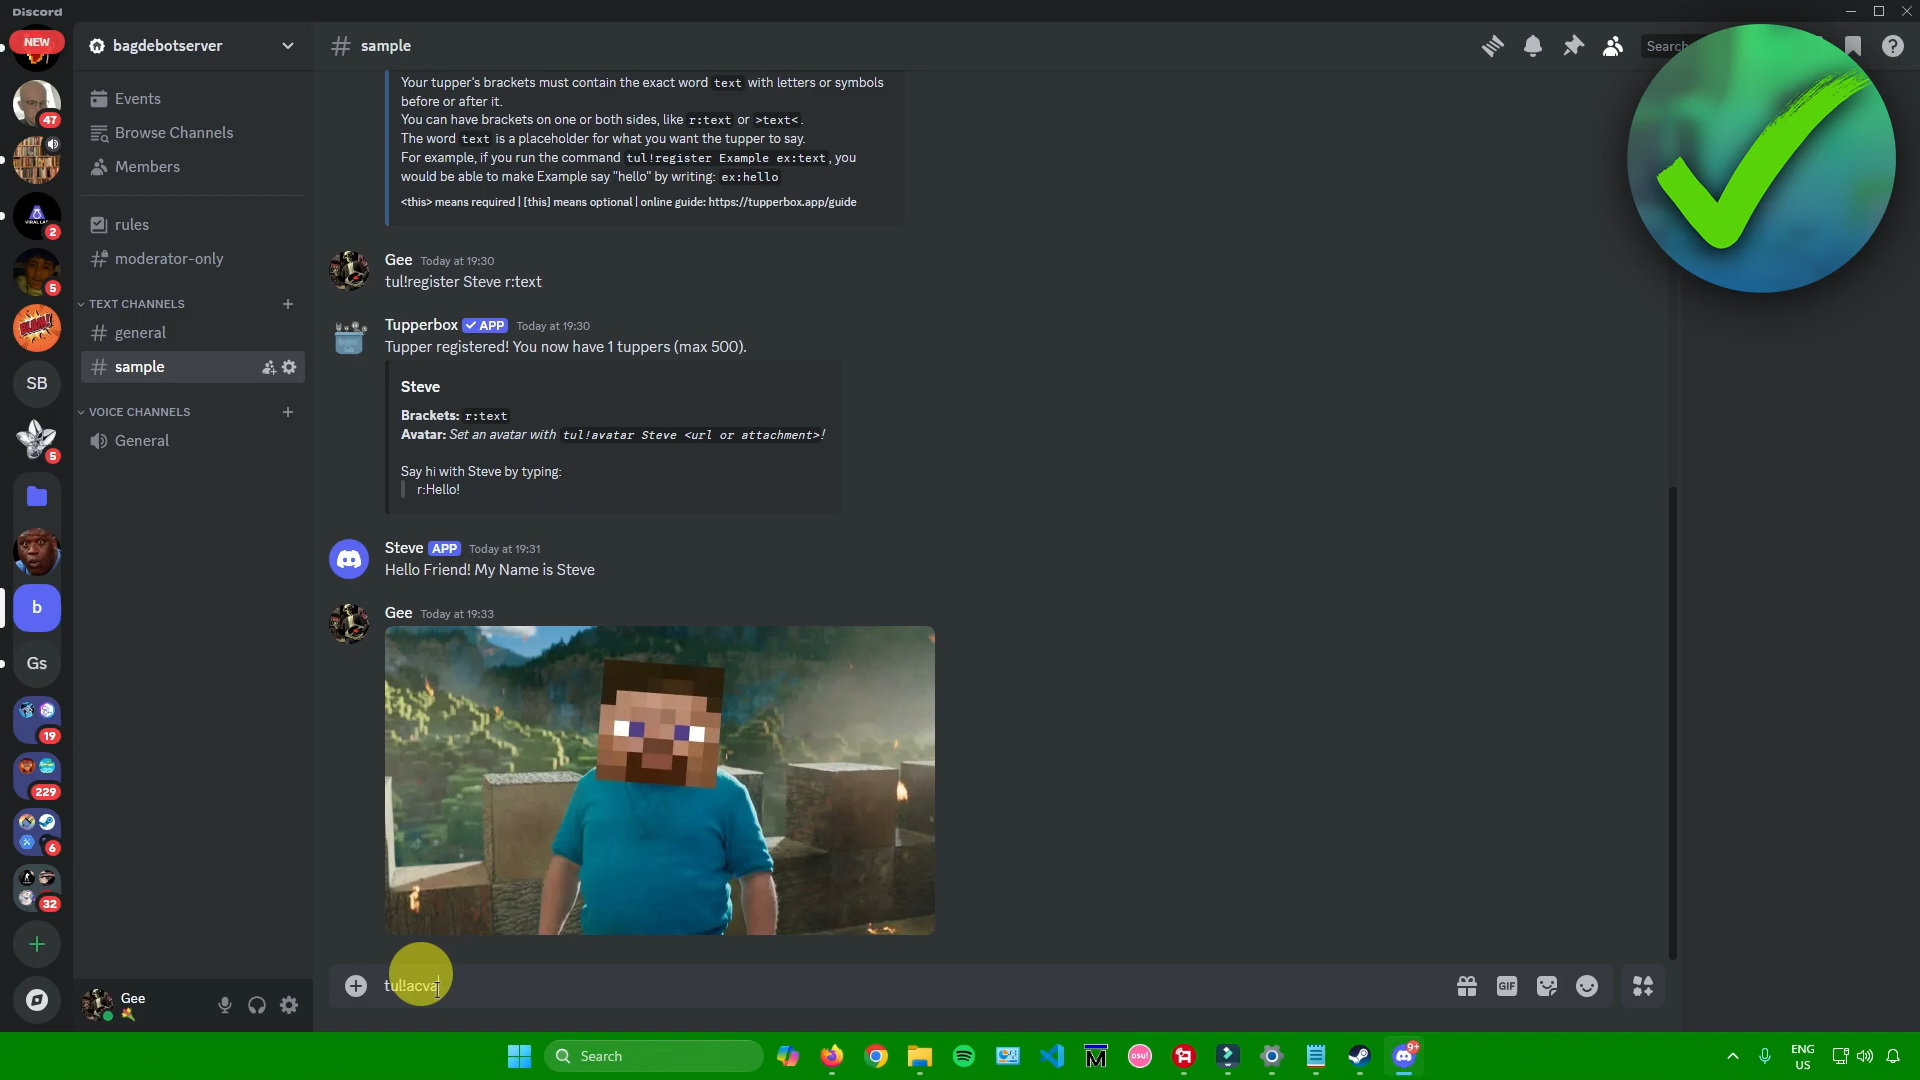 Discord
NEW
bagdebotserver
sample
Search
Events
Browse Channels
Members
rules
moderator-only
TEXT CHANNELS
general
sample
VOICE CHANNELS
General
47
2
VIRAL LAB
5
BLAM!
SB
5
b
Gs
19
229
6
32
Your tupper's brackets must contain the exact word text with letters or symbols
before or after it.
You can have brackets on one or both sides, like r:text or >text<.
The word text is a placeholder for what you want the tupper to say.
For example, if you run the command tul!register Example ex:text, you
would be able to make Example say "hello" by writing: ex:hello
<this> means required | [this] means optional | online guide: https://tupperbox.app/guide
Gee Today at 19:30
tul!register Steve r:text
Tupperbox APP Today at 19:30
Tupper registered! You now have 1 tuppers (max 500).
Steve
Brackets: r:text
Avatar: Set an avatar with tul!avatar Steve <url or attachment>!
Say hi with Steve by typing:
r:Hello!
Steve APP Today at 19:31
Hello Friend! My Name is Steve
Gee Today at 19:33
tul!acva
GIF
Gee
Search
osu!
9+
ENG
US